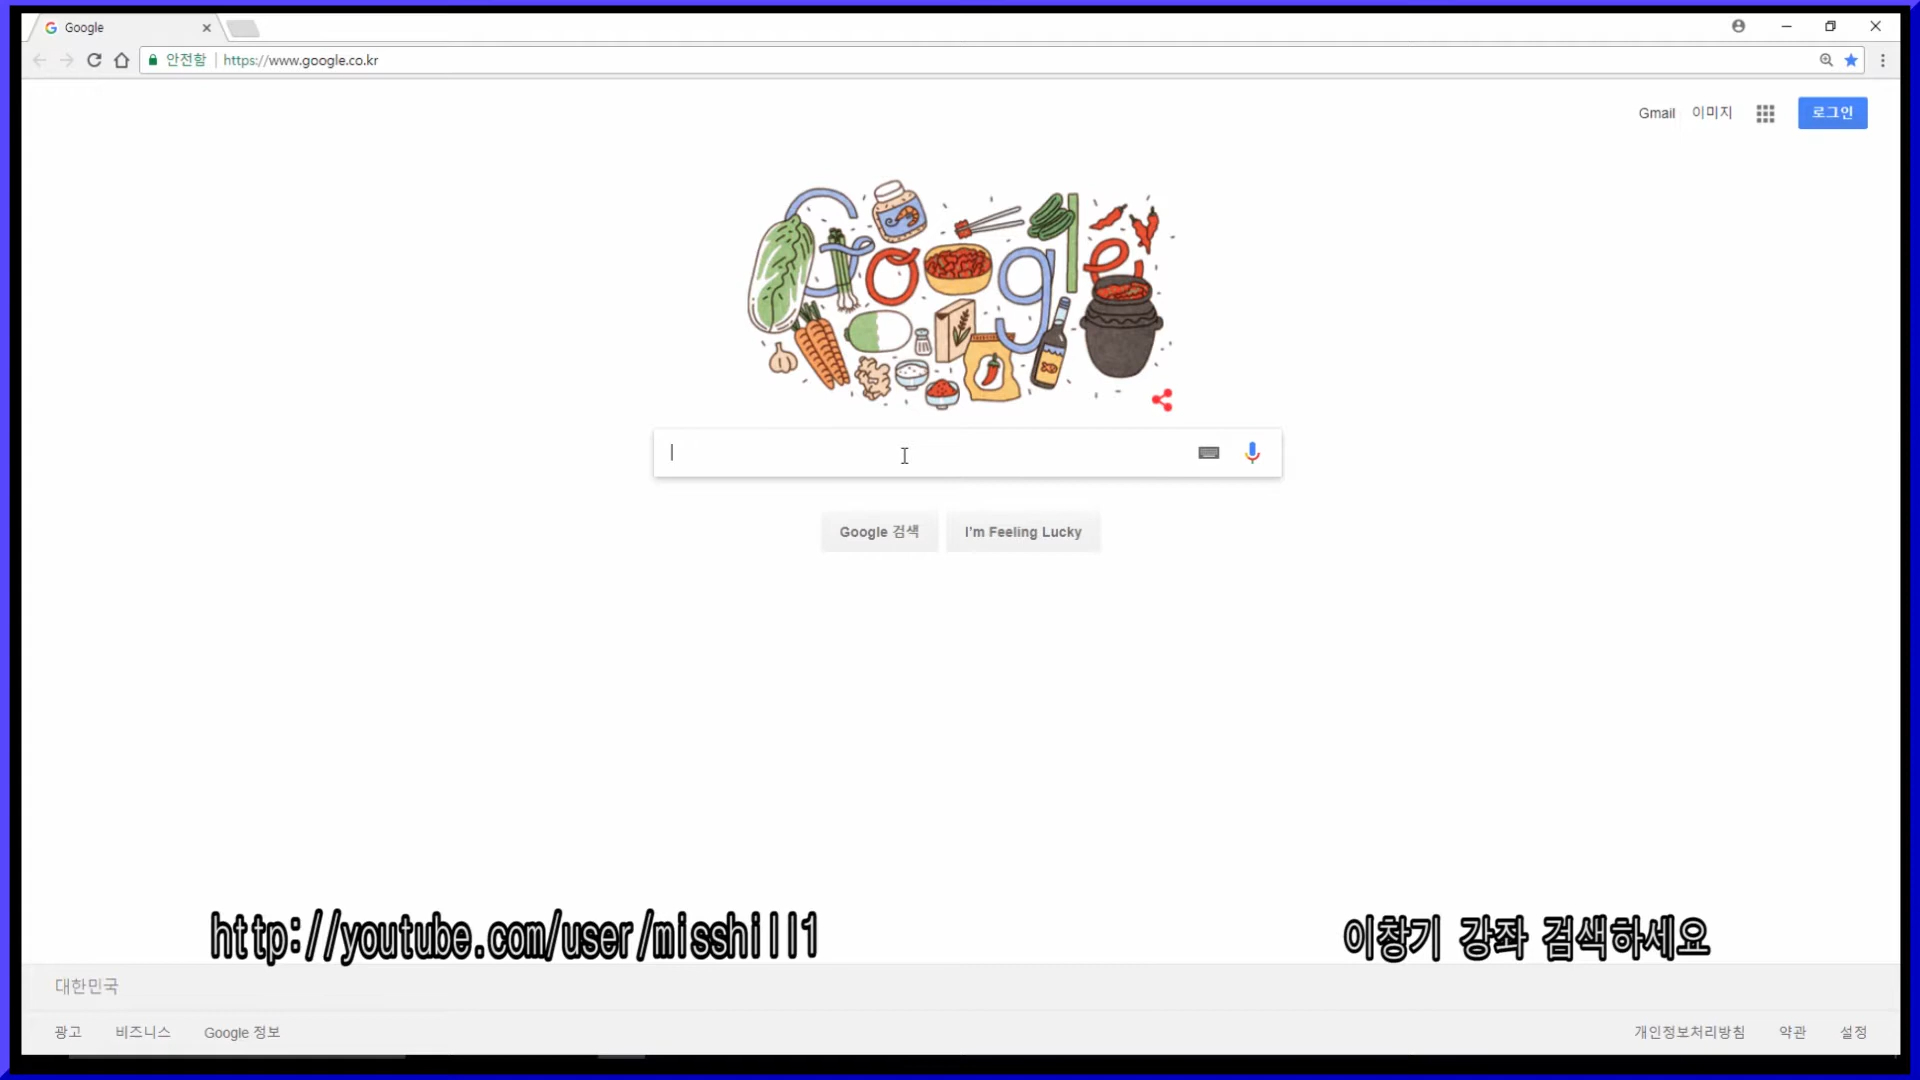 Google
안전함 https://www.google.co.kr
Gmail 이미지 로그인
Google
Google 검색 I'm Feeling Lucky
http://youtube.com/user/misshill1 이창기 강좌 검색하세요
대한민국
광고 비즈니스 Google 정보 개인정보처리방침 약관 설정